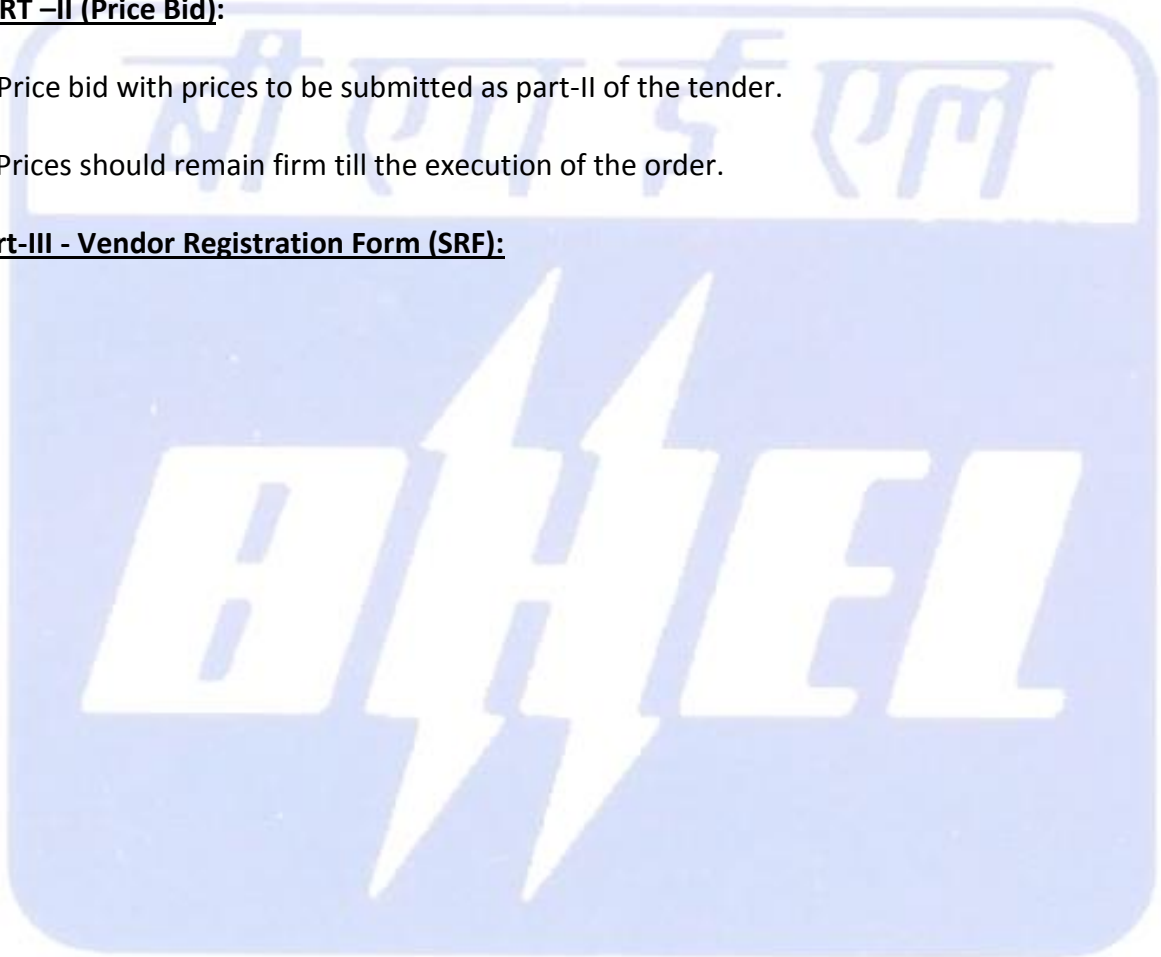 RT –II (Price Bid):
बी एच ई एल
Price bid with prices to be submitted as part-II of the tender.
Prices should remain firm till the execution of the order.
rt-III - Vendor Registration Form (SRF):
BHEL